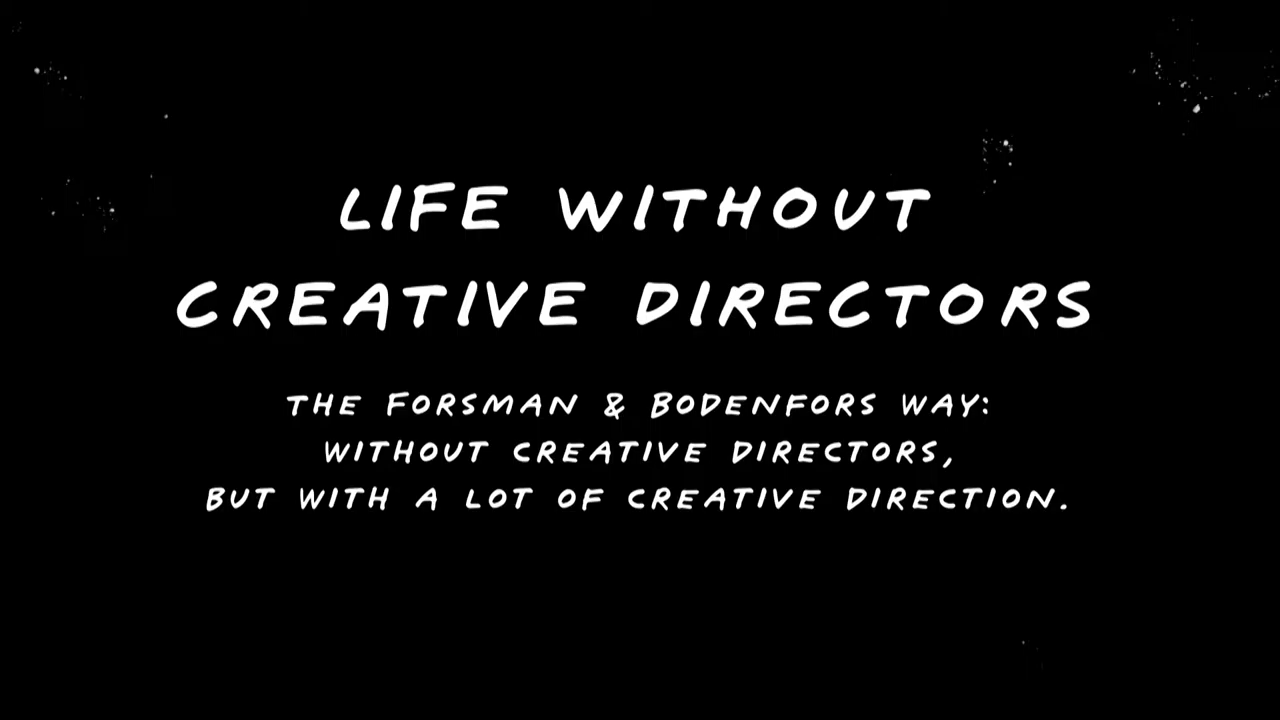 LIFE WITHOUT
CREATIVE DIRECTORS
THE FORSMAN & BODENFORS WAY:
WITHOUT CREATIVE DIRECTORS,
BUT WITH A LOT OF CREATIVE DIRECTION.